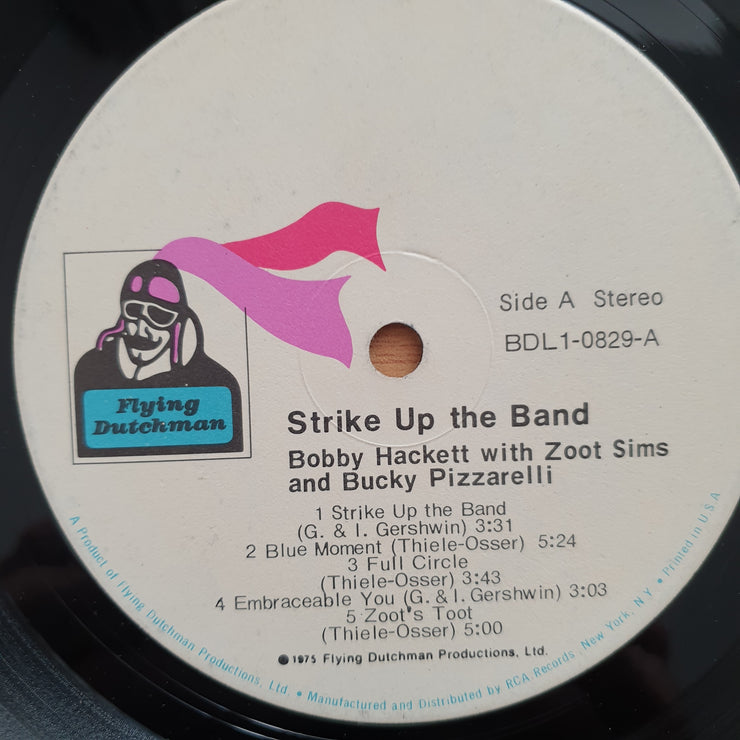 Side A Stereo
BDL1-0829-A
Flying
Dutchman
Strike Up the Band
Bobby Hackett with Zoot Sims
and Bucky Pizzarelli
1 Strike Up the Band
(G. & I. Gershwin) 3:31
2 Blue Moment (Thiele-Osser) 5:24
3 Full Circle
(Thiele-Osser) 3:43
4 Embraceable You (G. & I. Gershwin) 3:03
5 Zoot's Toot
(Thiele-Osser) 5:00
℗ 1975 Flying Dutchman Productions, Ltd.
A Product of Flying Dutchman Productions, Ltd. • Manufactured and Distributed by RCA Records, New York, N.Y. • Printed in U.S.A